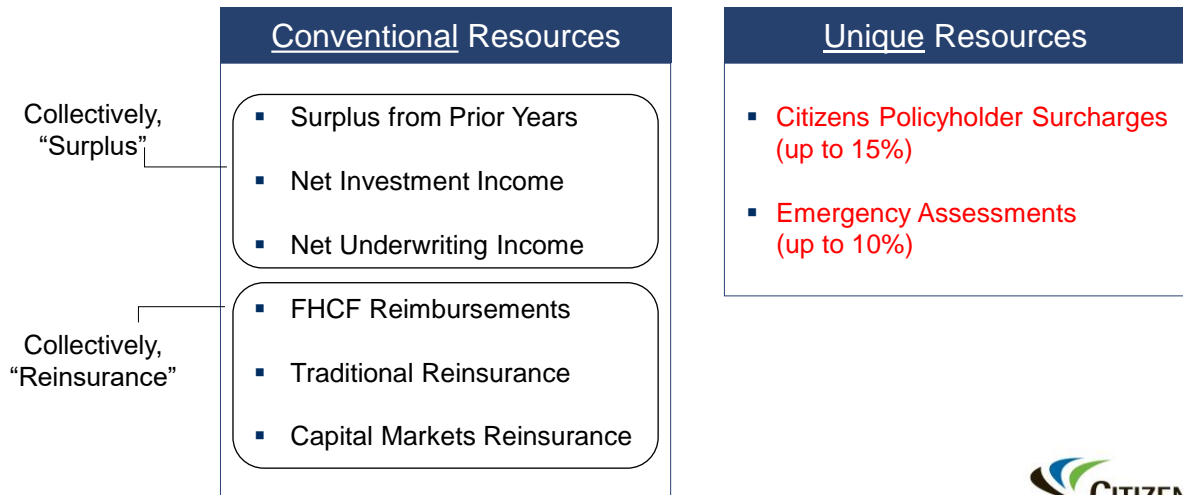 Conventional Resources
Collectively,
“Surplus”
▪ Surplus from Prior Years
▪ Net Investment Income
▪ Net Underwriting Income
Collectively,
“Reinsurance”
▪ FHCF Reimbursements
▪ Traditional Reinsurance
▪ Capital Markets Reinsurance
Unique Resources
▪ Citizens Policyholder Surcharges
(up to 15%)
▪ Emergency Assessments
(up to 10%)
CITIZEN